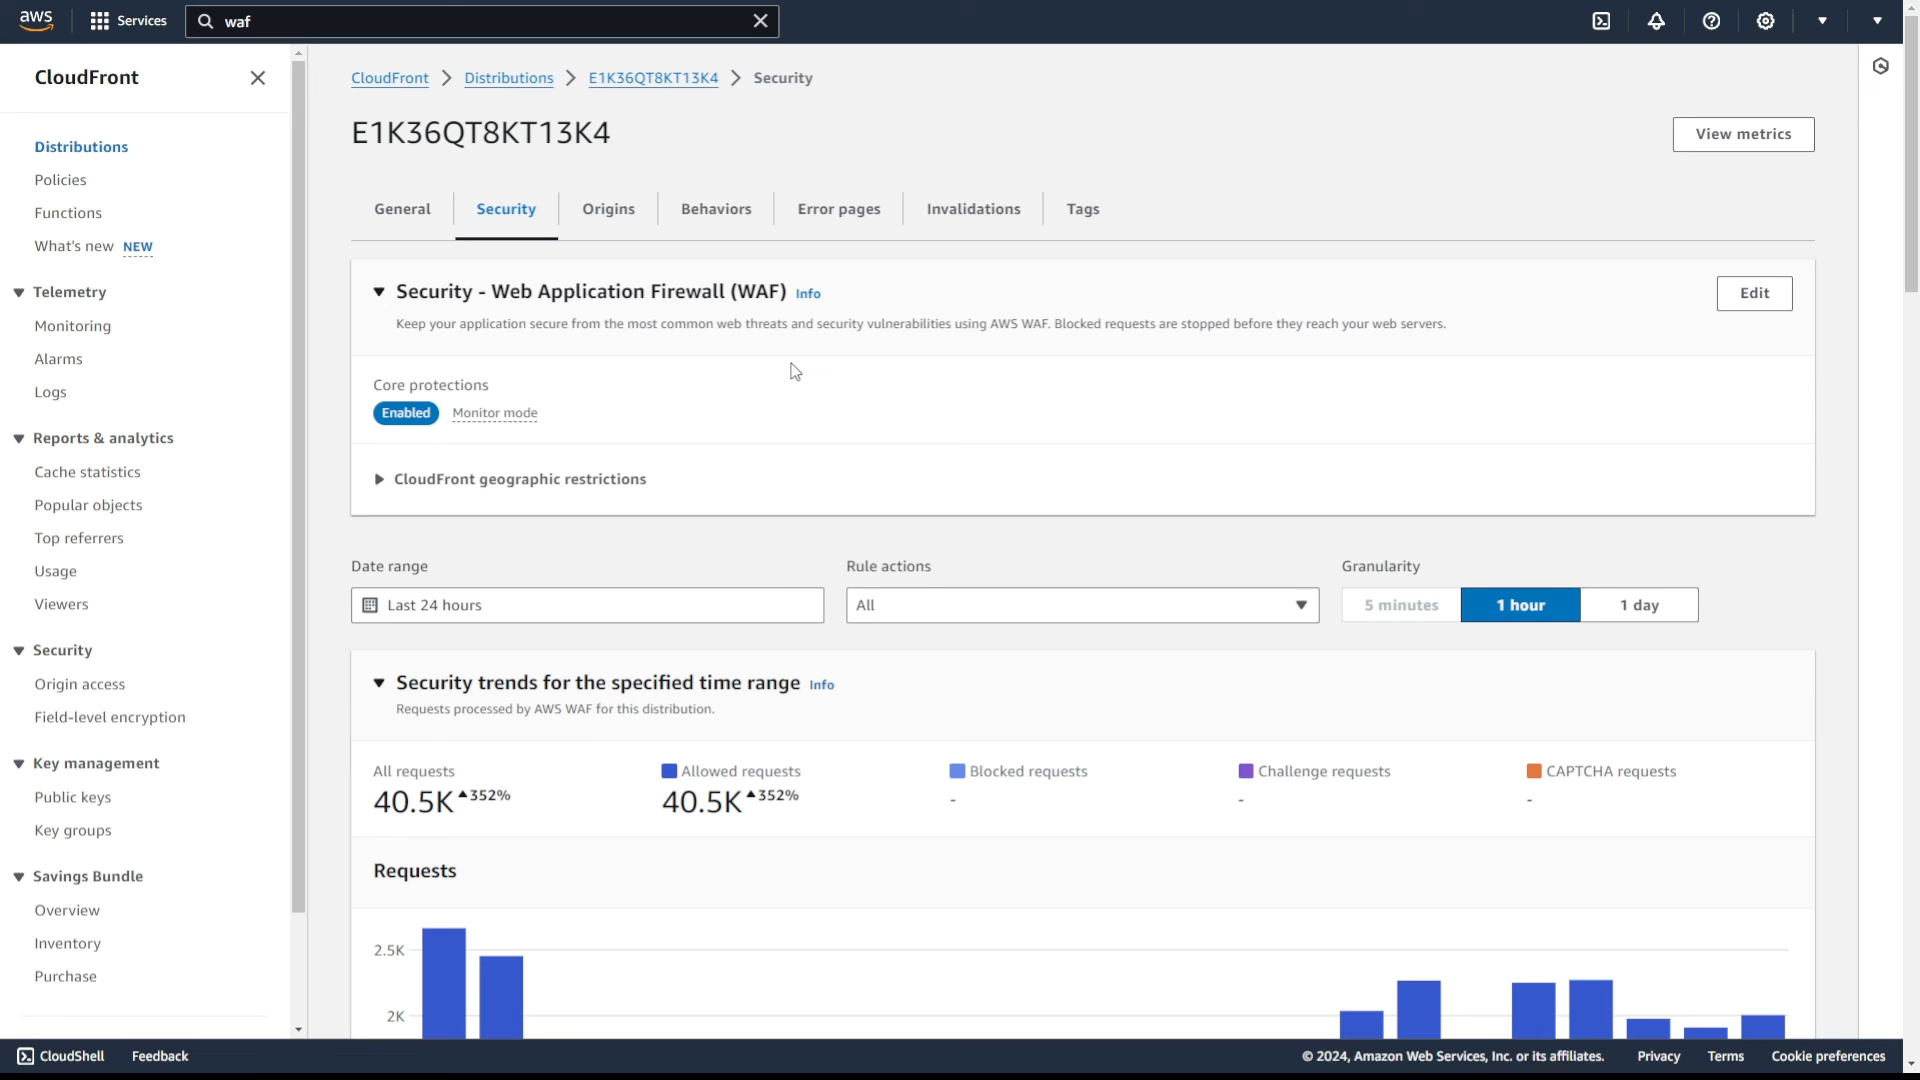 aws
Services
waf
CloudFront
Distributions
Policies
Functions
What's new NEW
Telemetry
Monitoring
Alarms
Logs
Reports & analytics
Cache statistics
Popular objects
Top referrers
Usage
Viewers
Security
Origin access
Field-level encryption
Key management
Public keys
Key groups
Savings Bundle
Overview
Inventory
Purchase
CloudFront > Distributions > E1K36QT8KT13K4 > Security
E1K36QT8KT13K4
View metrics
General Security Origins Behaviors Error pages Invalidations Tags
Security - Web Application Firewall (WAF) Info
Edit
Keep your application secure from the most common web threats and security vulnerabilities using AWS WAF. Blocked requests are stopped before they reach your web servers.
Core protections
Enabled Monitor mode
CloudFront geographic restrictions
Date range
Last 24 hours
Rule actions
All
Granularity
5 minutes 1 hour 1 day
Security trends for the specified time range Info
Requests processed by AWS WAF for this distribution.
All requests
40.5K 352%
Allowed requests
40.5K 352%
Blocked requests
-
Challenge requests
-
CAPTCHA requests
-
Requests
2.5K
2K
CloudShell Feedback © 2024, Amazon Web Services, Inc. or its affiliates. Privacy Terms Cookie preferences